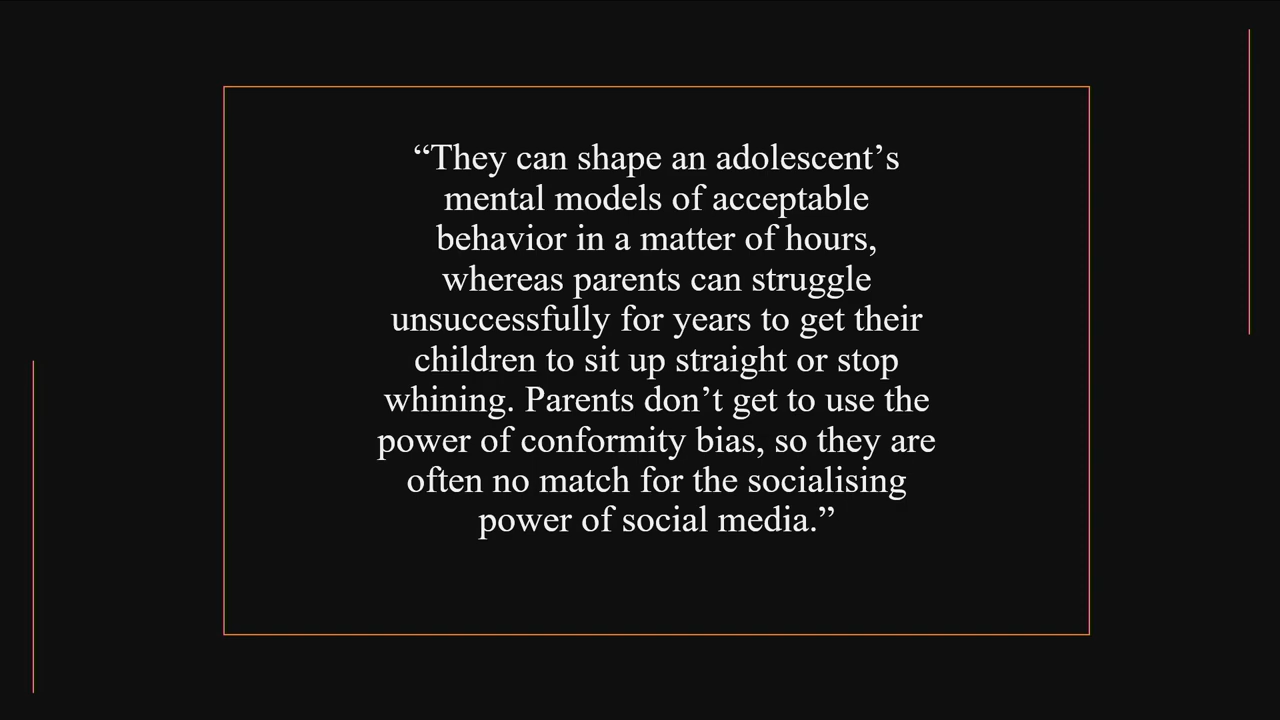 “They can shape an adolescent’s
mental models of acceptable
behavior in a matter of hours,
whereas parents can struggle
unsuccessfully for years to get their
children to sit up straight or stop
whining. Parents don’t get to use the
power of conformity bias, so they are
often no match for the socialising
power of social media.”